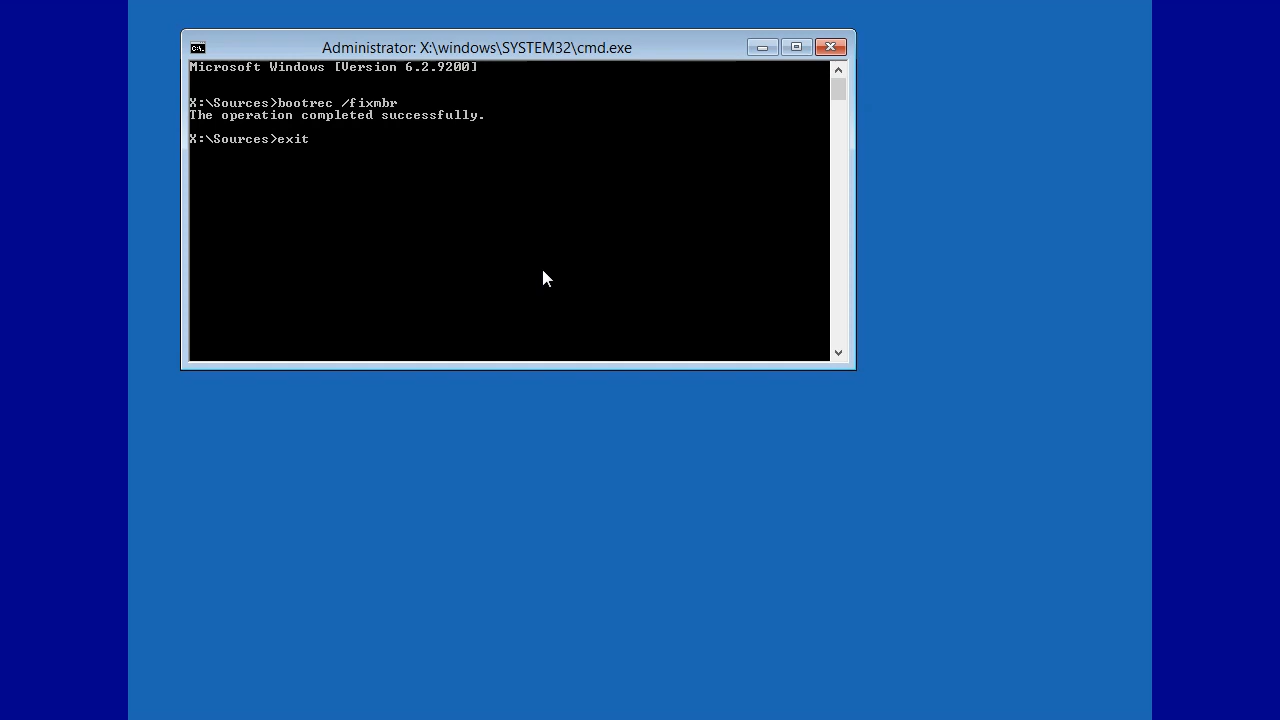 Administrator: X:\windows\SYSTEM32\cmd.exe
Microsoft Windows [Version 6.2.9200]
X:\Sources>bootrec /fixmbr
The operation completed successfully.
X:\Sources>exit